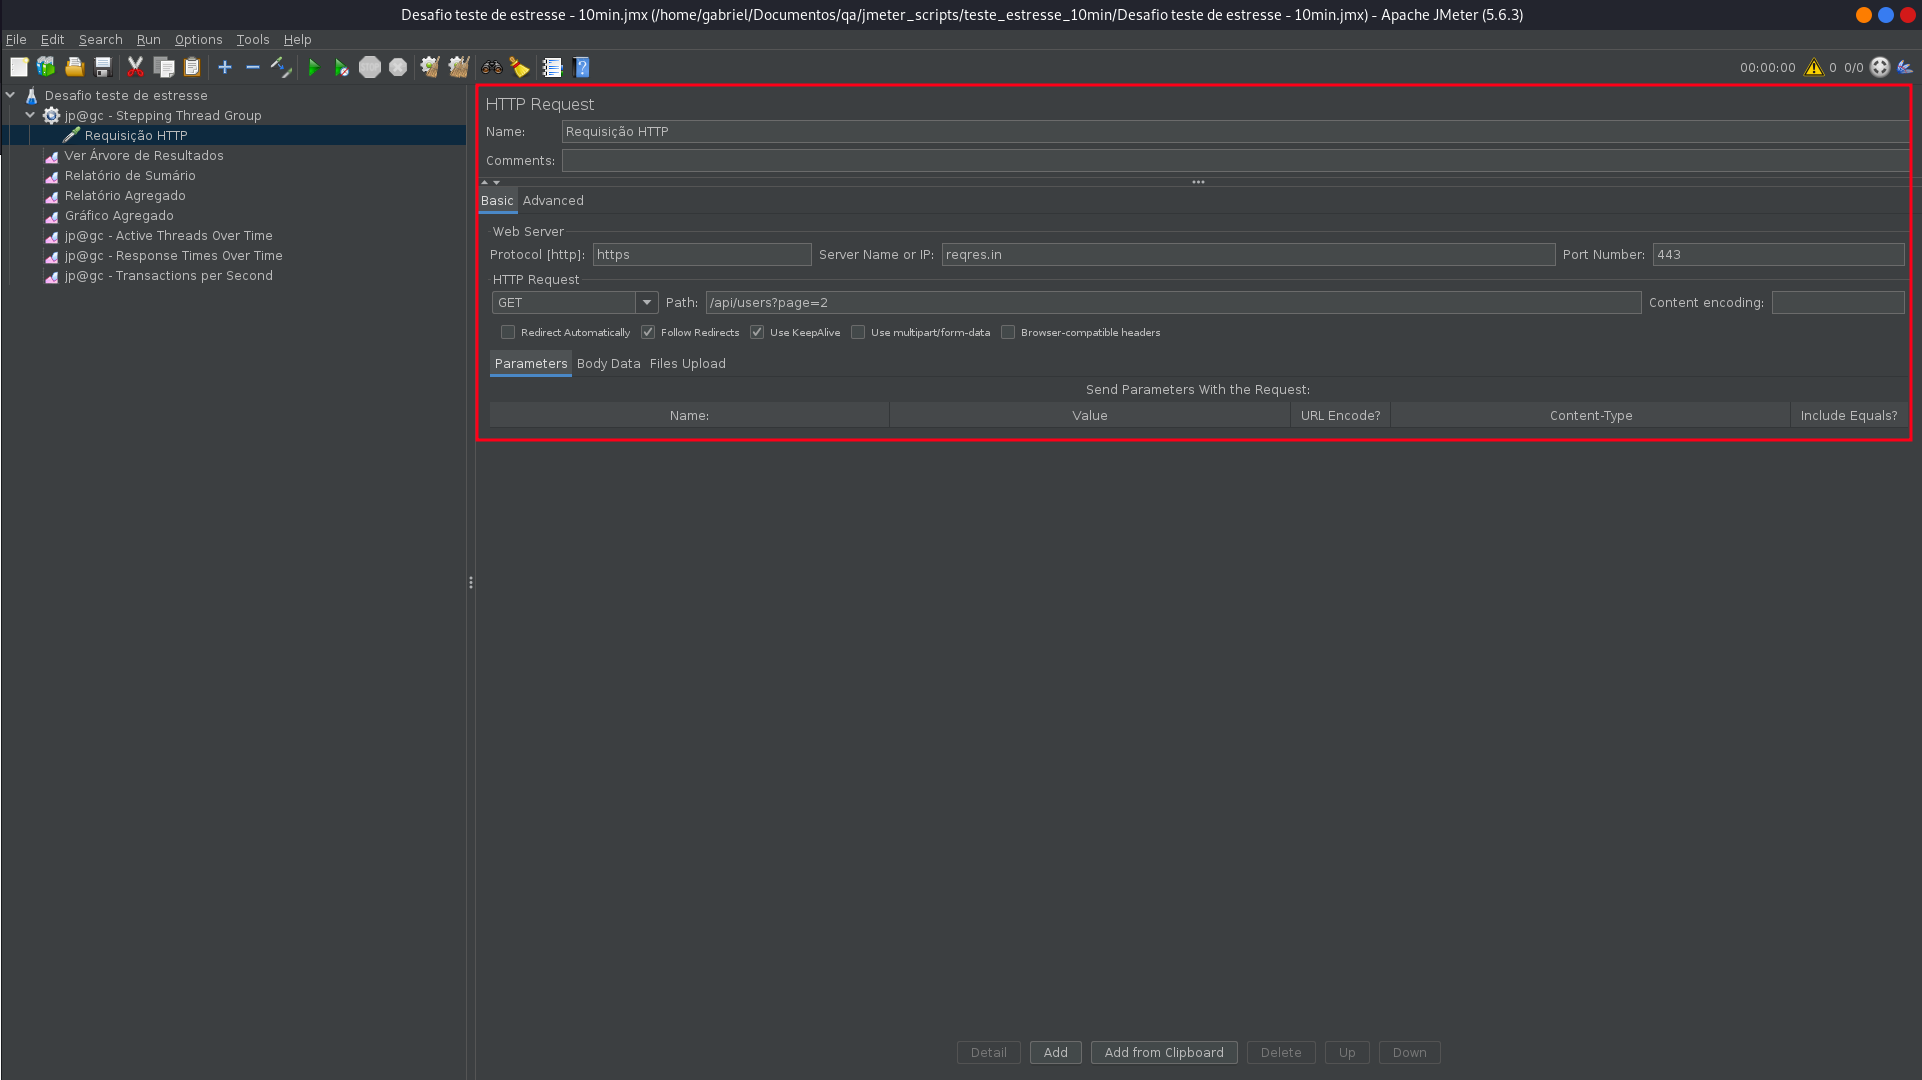 Desafio teste de estresse - 10min.jmx (/home/gabriel/Documentos/qa/jmeter_scripts/teste_estresse_10min/Desafio teste de estresse - 10min.jmx) - Apache JMeter (5.6.3)
File Edit Search Run Options Tools Help
STOP
00:00:00 0 0/0
Desafio teste de estresse
jp@gc - Stepping Thread Group
Requisição HTTP
Ver Árvore de Resultados
Relatório de Sumário
Relatório Agregado
Gráfico Agregado
jp@gc - Active Threads Over Time
jp@gc - Response Times Over Time
jp@gc - Transactions per Second
HTTP Request
Name: Requisição HTTP
Comments:
Basic Advanced
Web Server
Protocol [http]: https Server Name or IP: reqres.in Port Number: 443
HTTP Request
GET Path: /api/users?page=2 Content encoding:
Redirect Automatically Follow Redirects Use KeepAlive Use multipart/form-data Browser-compatible headers
Parameters Body Data Files Upload
Send Parameters With the Request:
Name: Value URL Encode? Content-Type Include Equals?
Detail Add Add from Clipboard Delete Up Down